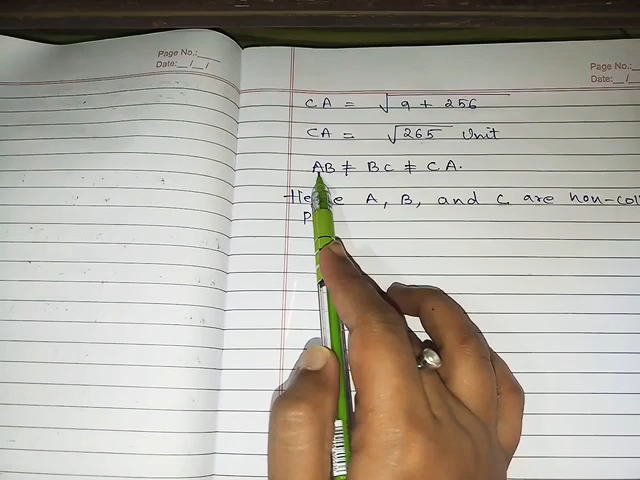 Page No.:
Date: / /
Page No.:
Date: /
CA = √9 + 256
CA = √265 Unit
AB ≠ BC ≠ CA.
A, B, and C are non-col